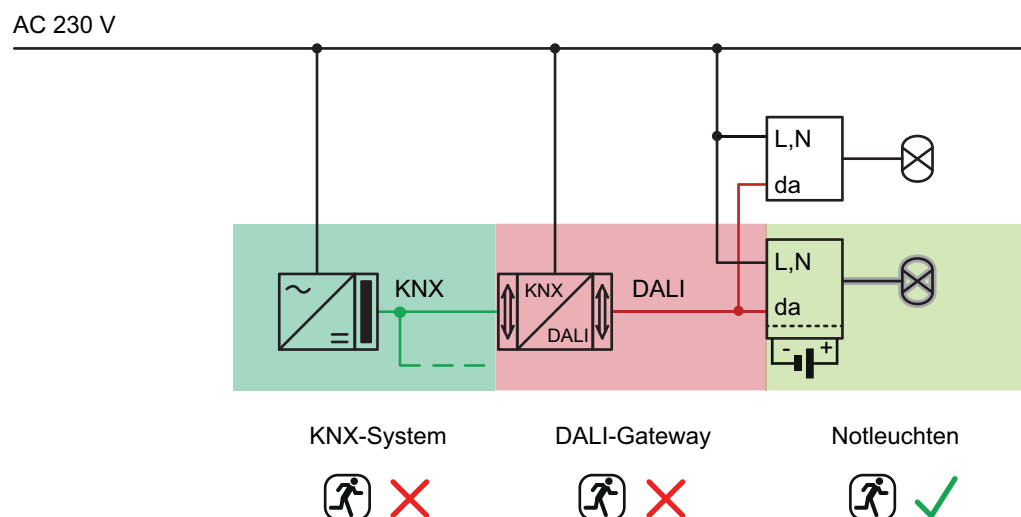 AC 230 V
L,N
da
KNX
KNX
DALI
DALI
L,N
da
- +
KNX-System
DALI-Gateway
Notleuchten